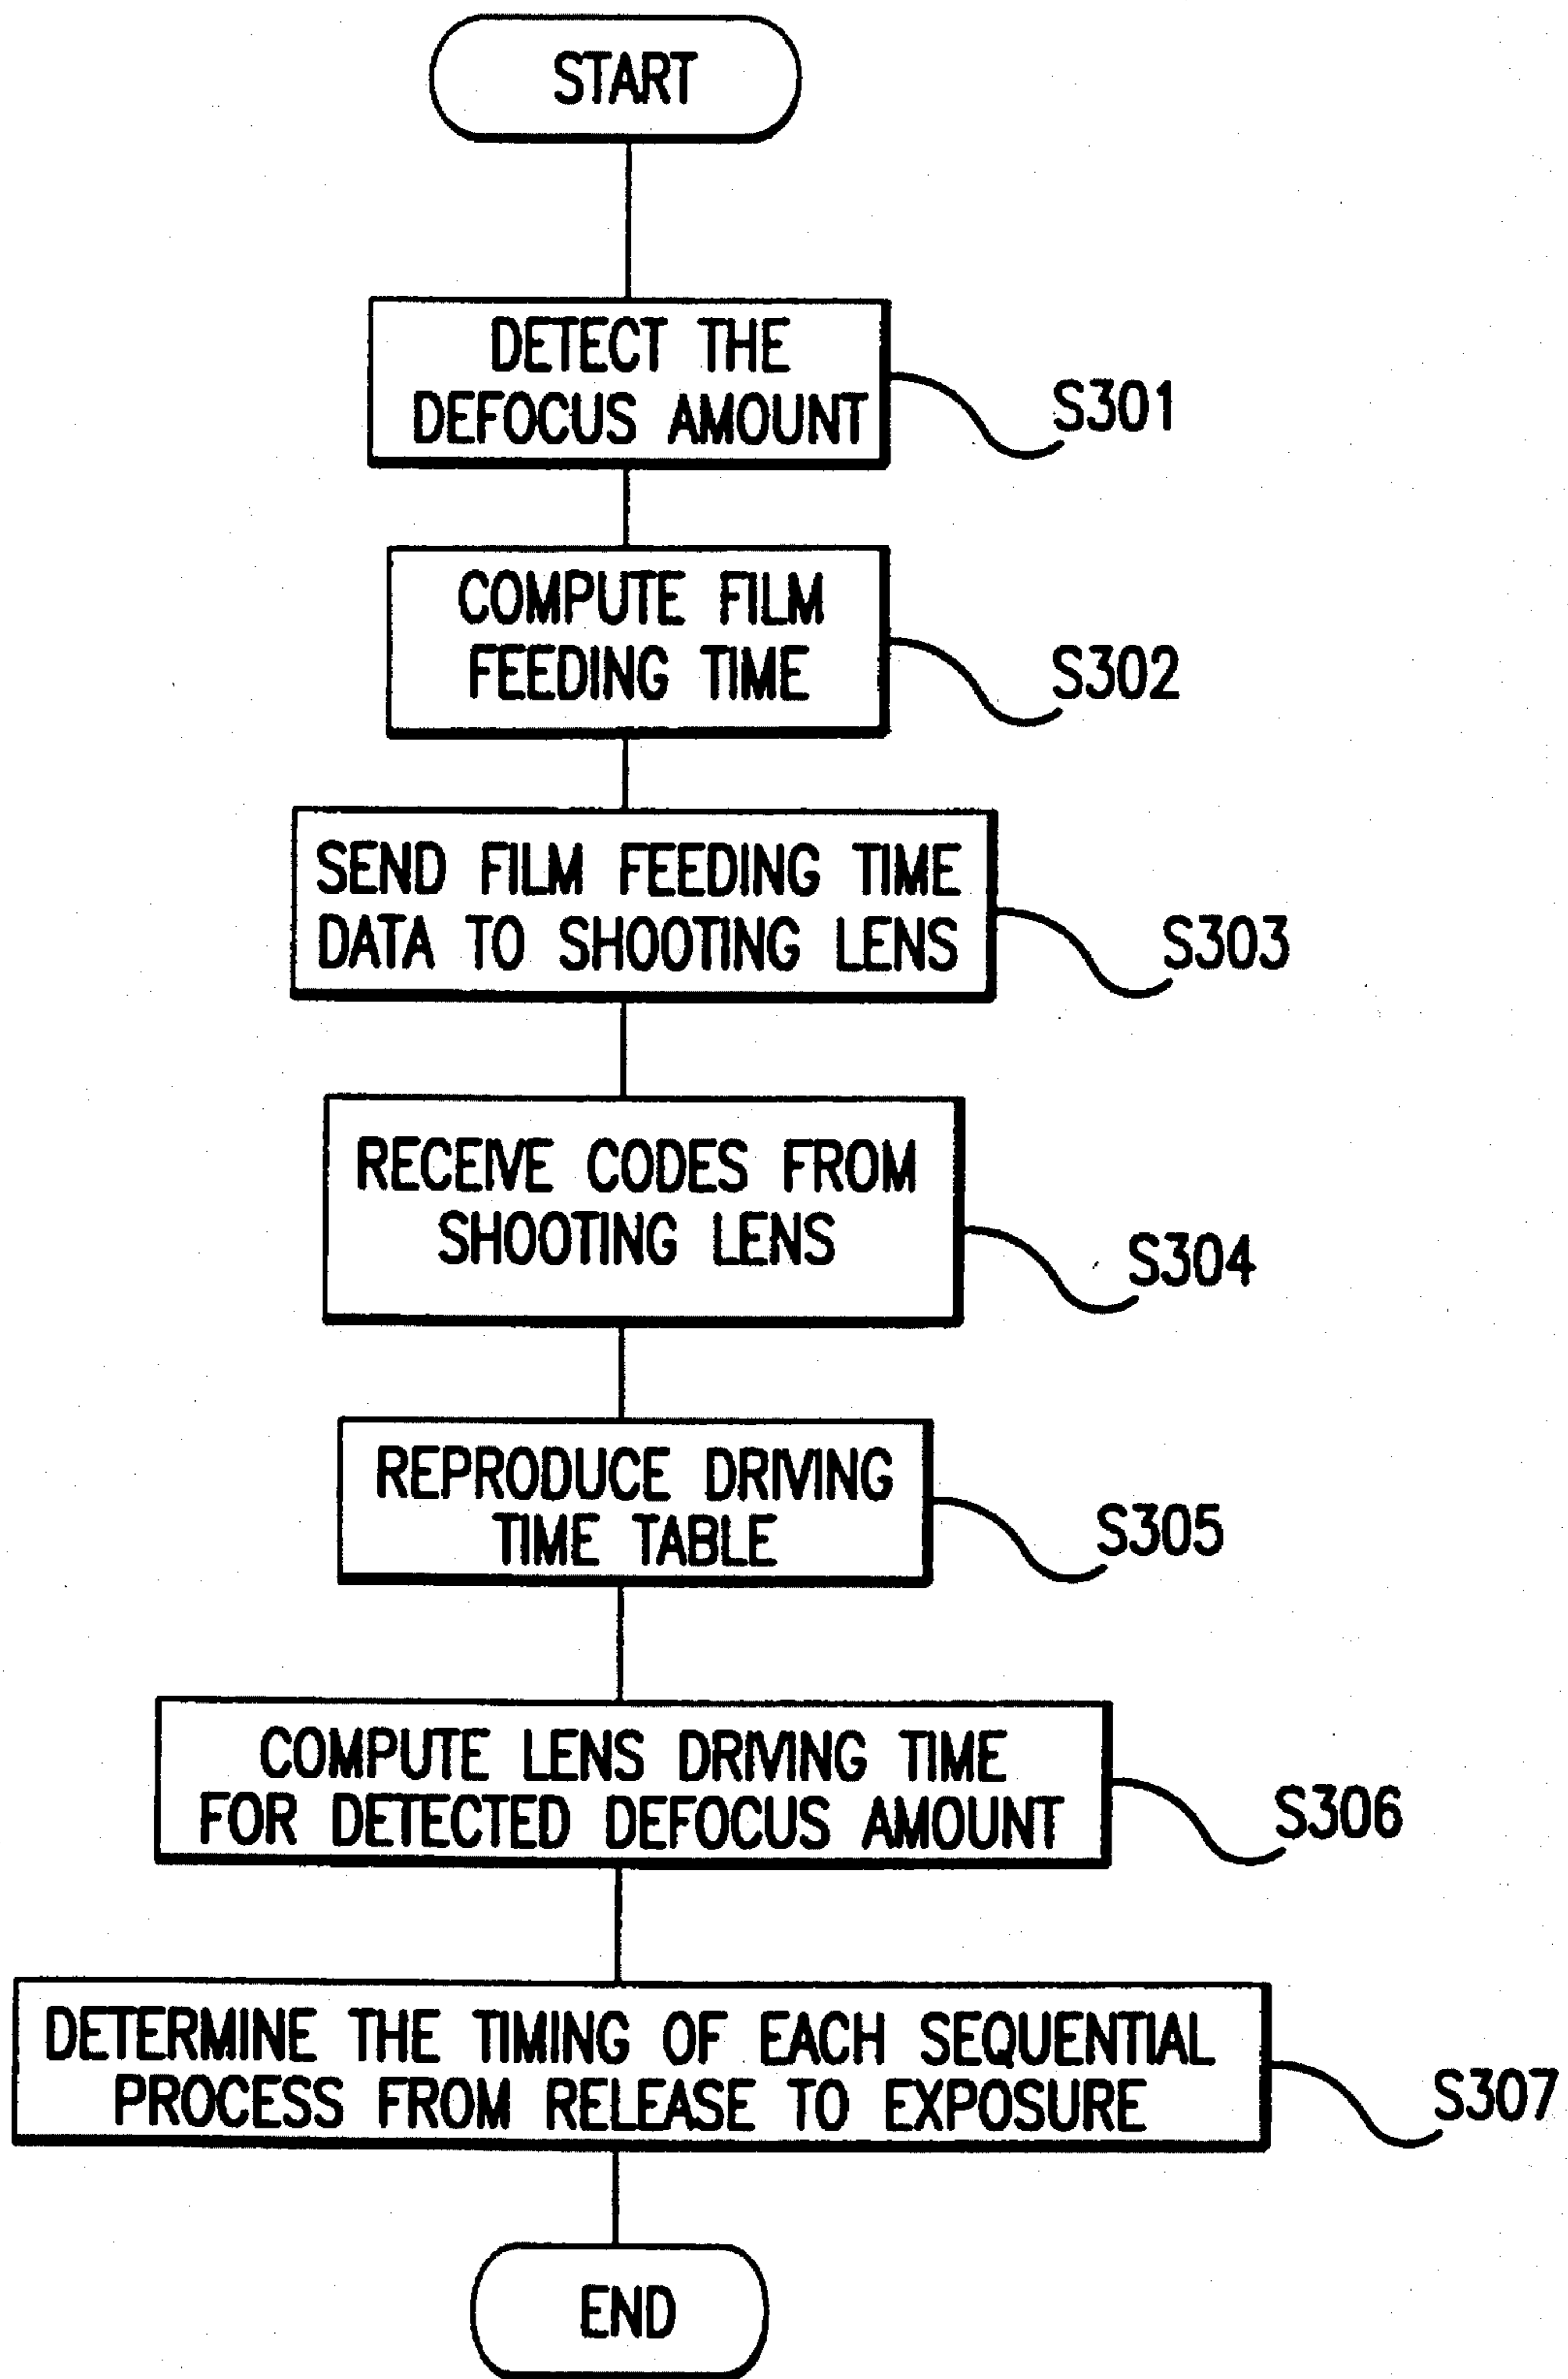 START
DETECT THE
DEFOCUS AMOUNT
S301
COMPUTE FILM
FEEDING TIME
S302
SEND FILM FEEDING TIME
DATA TO SHOOTING LENS
S303
RECEIVE CODES FROM
SHOOTING LENS
S304
REPRODUCE DRIVING
TIME TABLE
S305
COMPUTE LENS DRIVING TIME
FOR DETECTED DEFOCUS AMOUNT
S306
DETERMINE THE TIMING OF EACH SEQUENTIAL
PROCESS FROM RELEASE TO EXPOSURE
S307
END